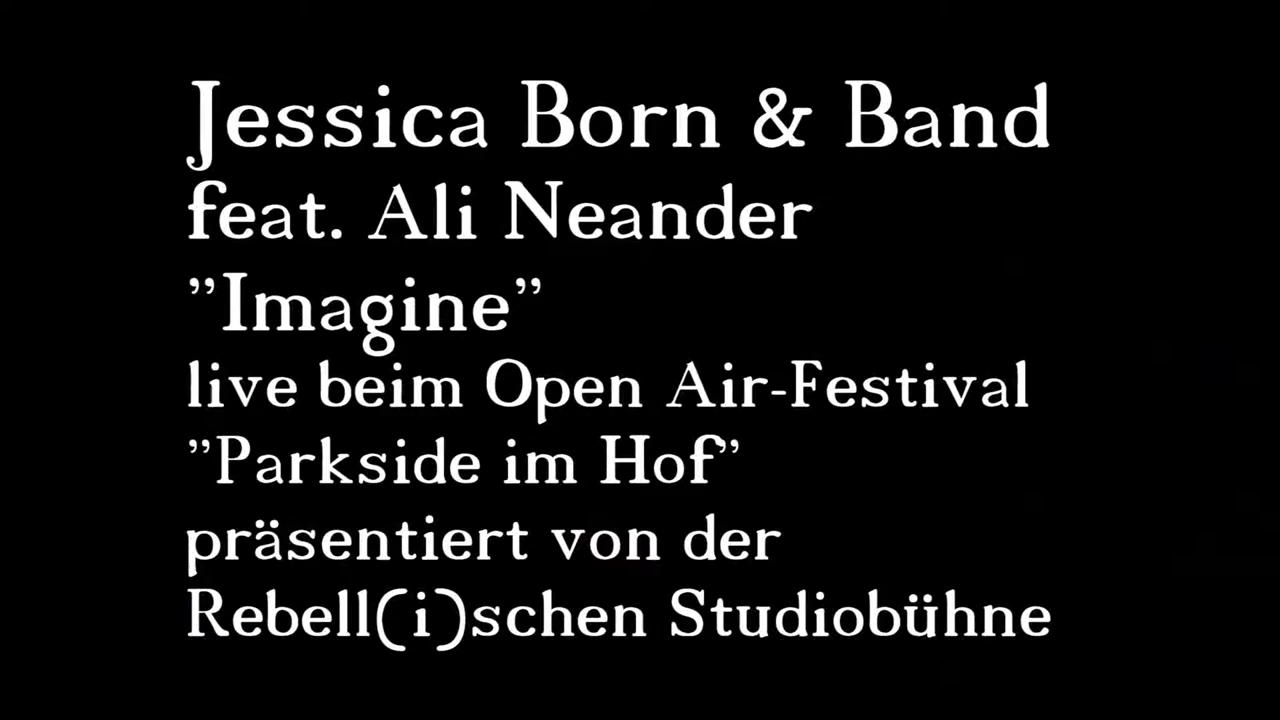 Jessica Born & Band
feat. Ali Neander
”Imagine”
live beim Open Air-Festival
”Parkside im Hof”
präsentiert von der
Rebell(i)schen Studiobühne